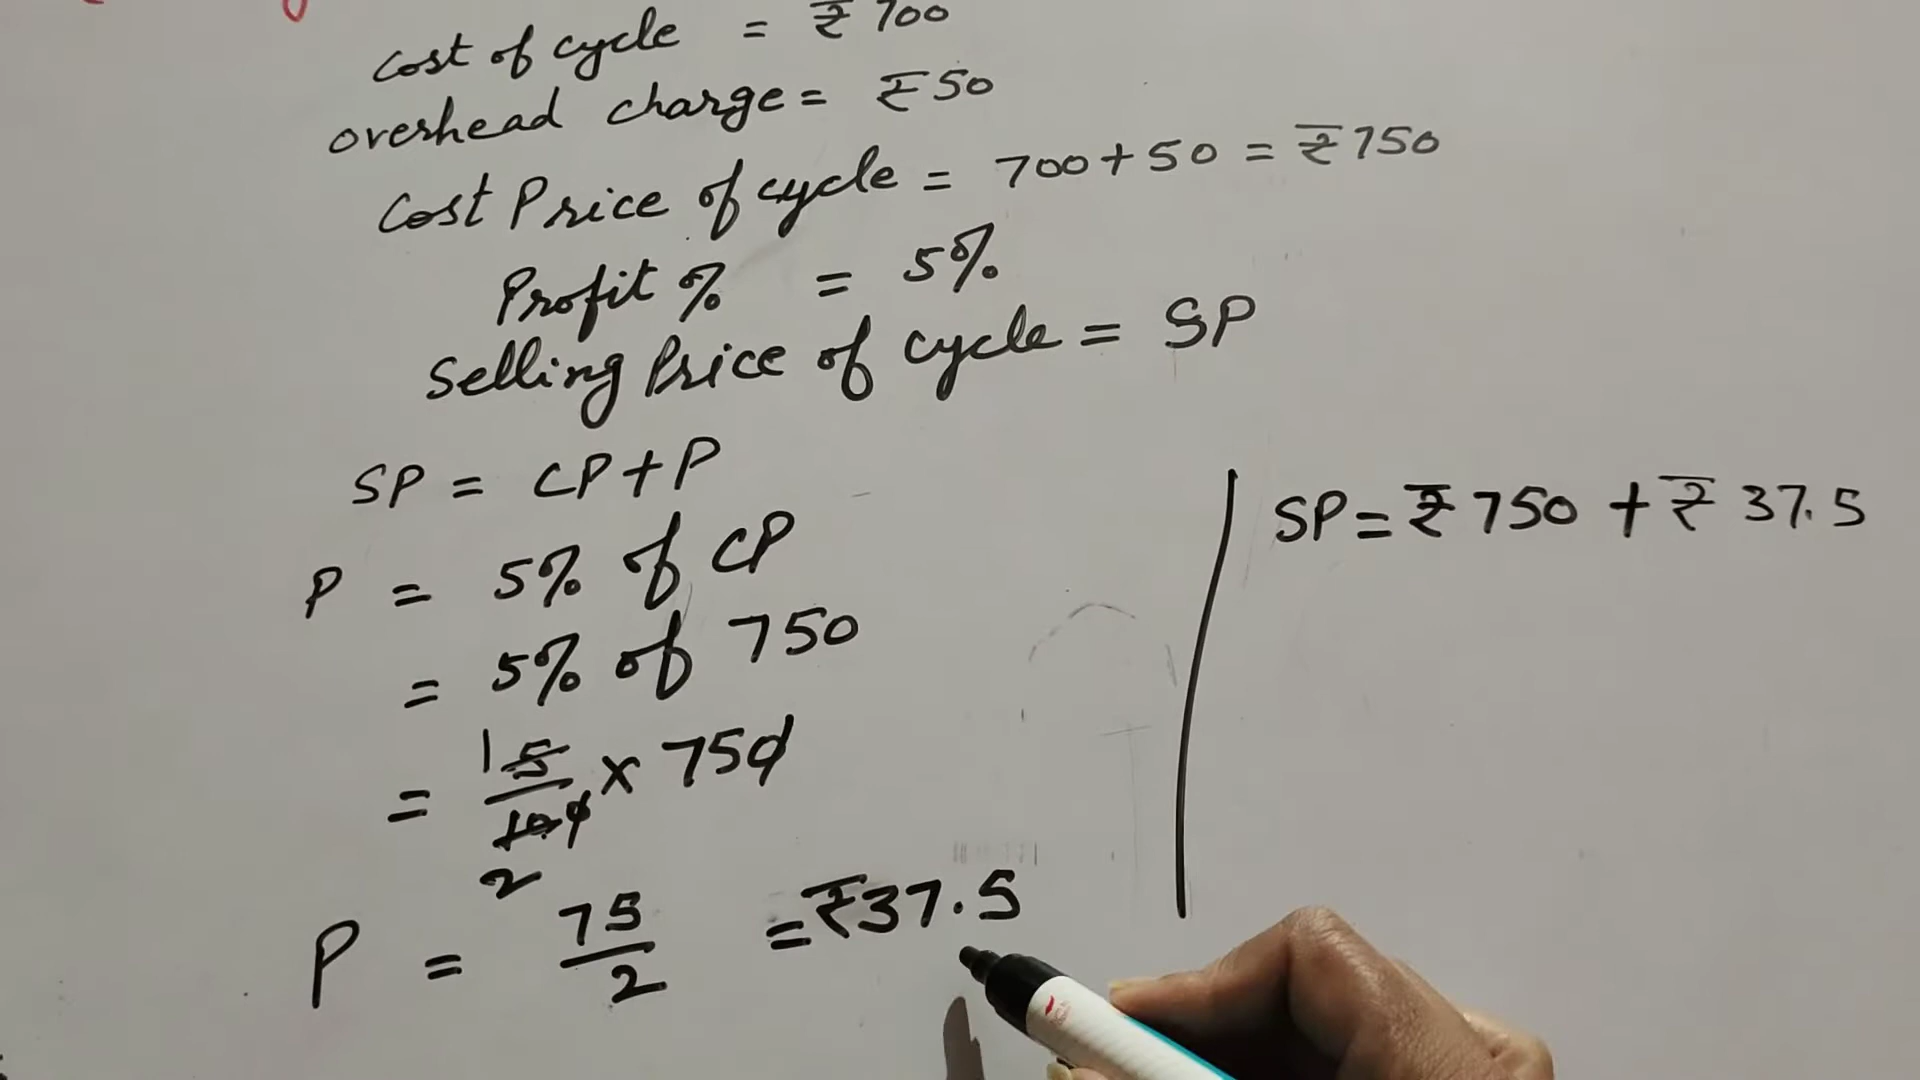 Cost of cycle = ₹ 700
overhead charge = ₹50
Cost Price of cycle = 700+50 = ₹750
Profit % = 5%
Selling Price of cycle = SP
SP = CP+P
P = 5% of CP
= 5% of 750
= 15/100 2 × 750
P = 75/2 = ₹37.5
SP = ₹750 + ₹37.5